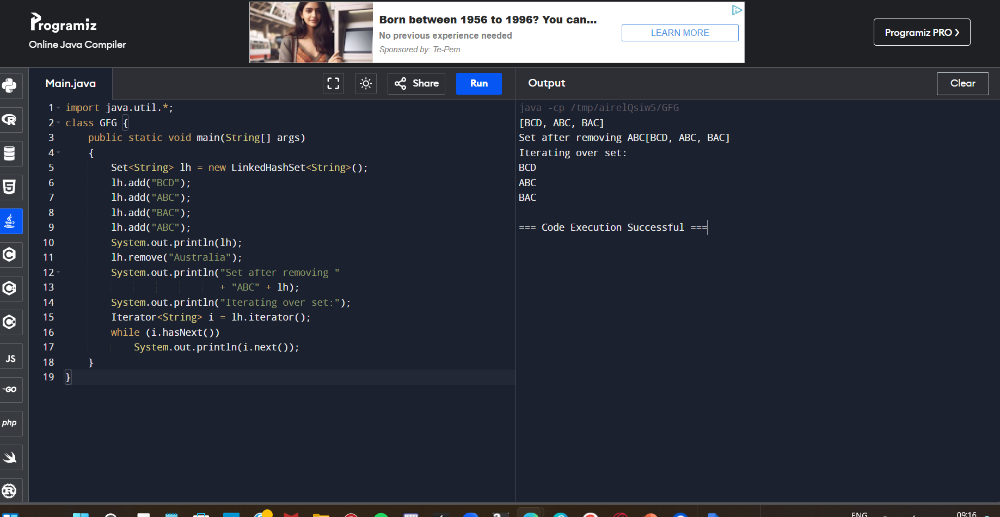 Programiz
Online Java Compiler
Born between 1956 to 1996? You can...
No previous experience needed
Sponsored by: Te-Pem
LEARN MORE
Programiz PRO ❯
Main.java
Share
Run
Output
Clear
1 import java.util.*;
2 class GFG {
3     public static void main(String[] args)
4     {
5         Set<String> lh = new LinkedHashSet<String>();
6         lh.add("BCD");
7         lh.add("ABC");
8         lh.add("BAC");
9         lh.add("ABC");
10         System.out.println(lh);
11         lh.remove("Australia");
12         System.out.println("Set after removing "
13                            + "ABC" + lh);
14         System.out.println("Iterating over set:");
15         Iterator<String> i = lh.iterator();
16         while (i.hasNext())
17             System.out.println(i.next());
18     }
19 }
java -cp /tmp/airelQsiw5/GFG
[BCD, ABC, BAC]
Set after removing ABC[BCD, ABC, BAC]
Iterating over set:
BCD
ABC
BAC
=== Code Execution Successful ===
JS
GO
php
ENG
09:16